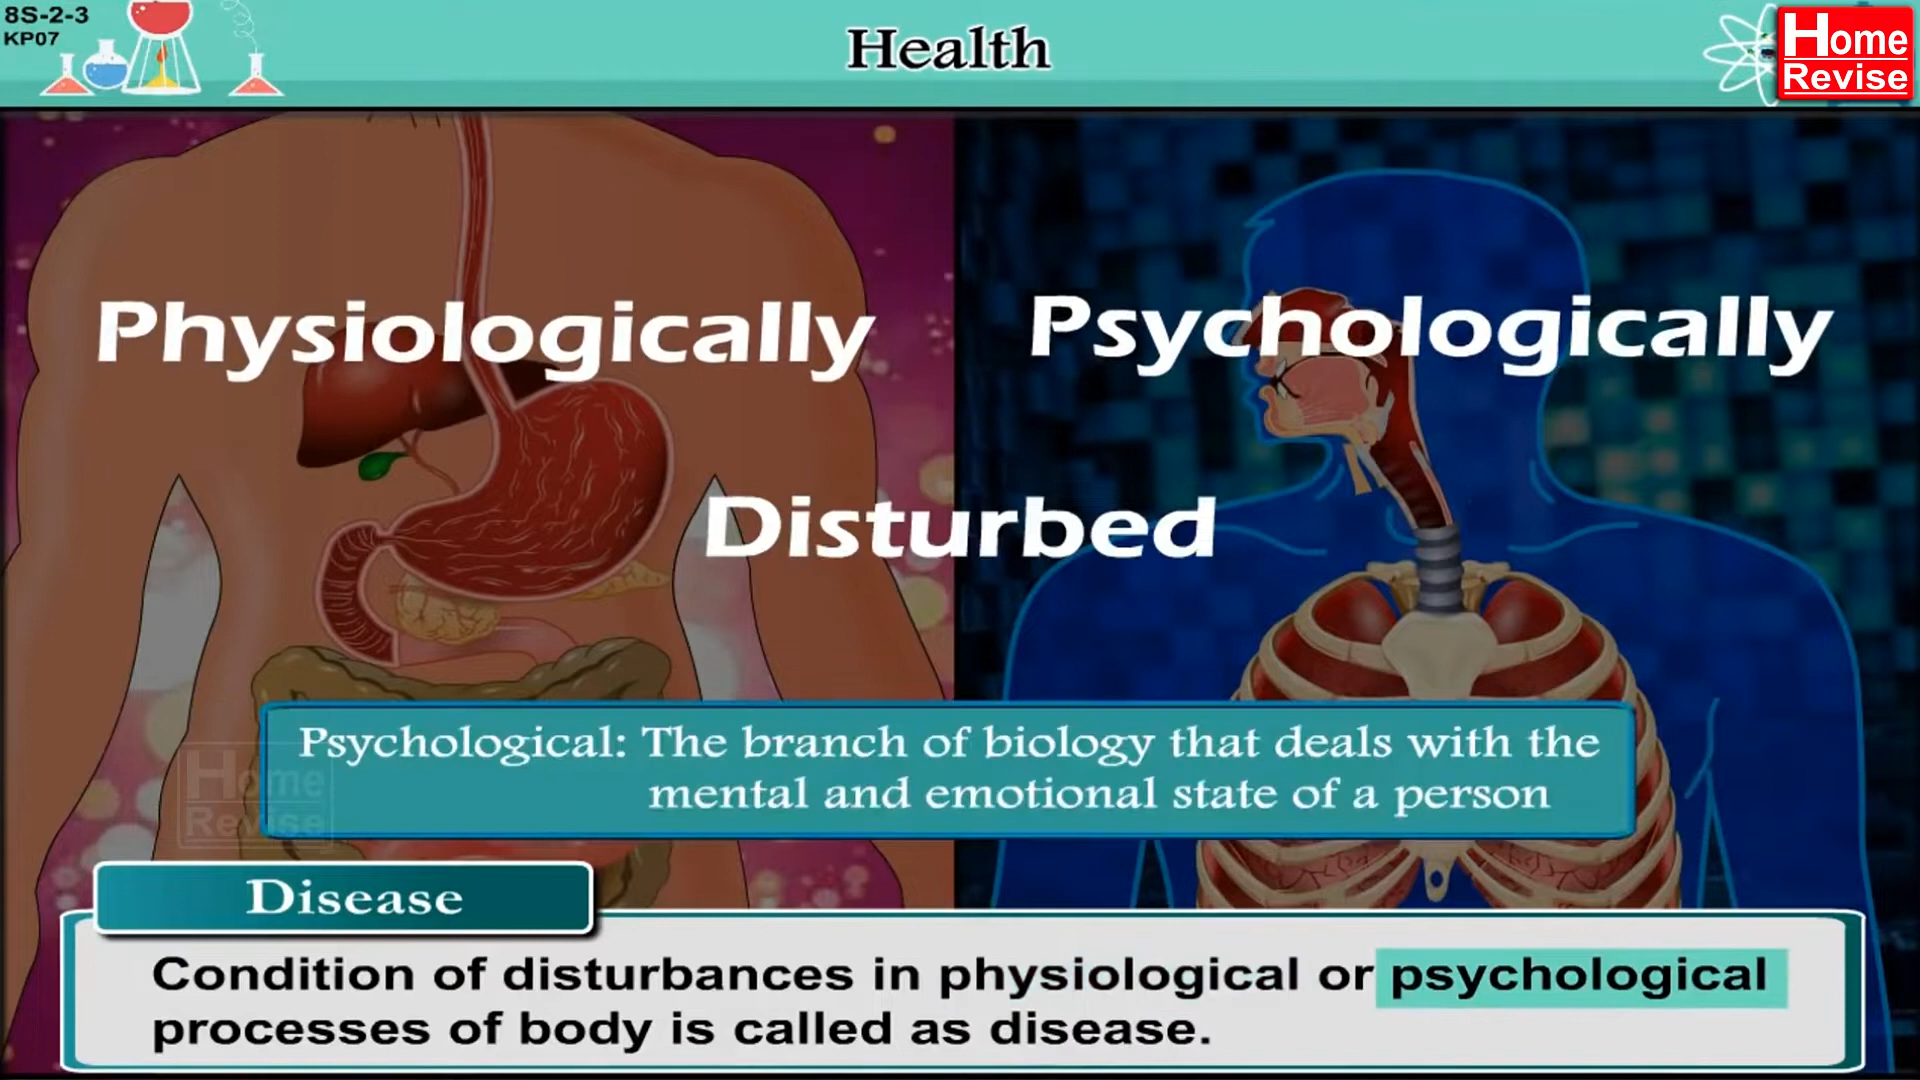 8S-2-3
KP07
Health
Home
Revise
Physiologically
Psychologically
Disturbed
Psychological: The branch of biology that deals with the
mental and emotional state of a person
Home
Revise
Disease
Condition of disturbances in physiological or psychological
processes of body is called as disease.